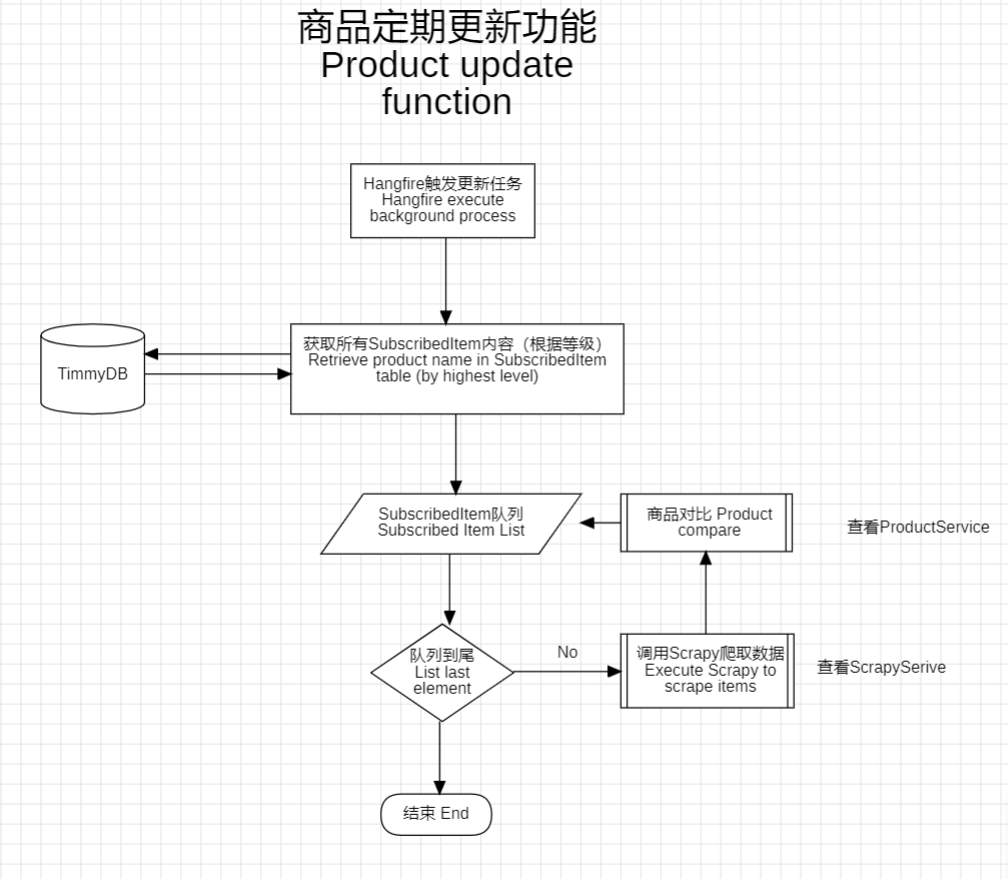 商品定期更新功能
Product update
function
Hangfire触发更新任务
Hangfire execute
background process
获取所有SubscribedItem内容（根据等级）
Retrieve product name in SubscribedItem
table (by highest level)
TimmyDB
SubscribedItem队列
Subscribed Item List
商品对比 Product
compare
查看ProductService
队列到尾
List last
element
No
调用Scrapy爬取数据
Execute Scrapy to
scrape items
查看ScrapySerive
结束 End